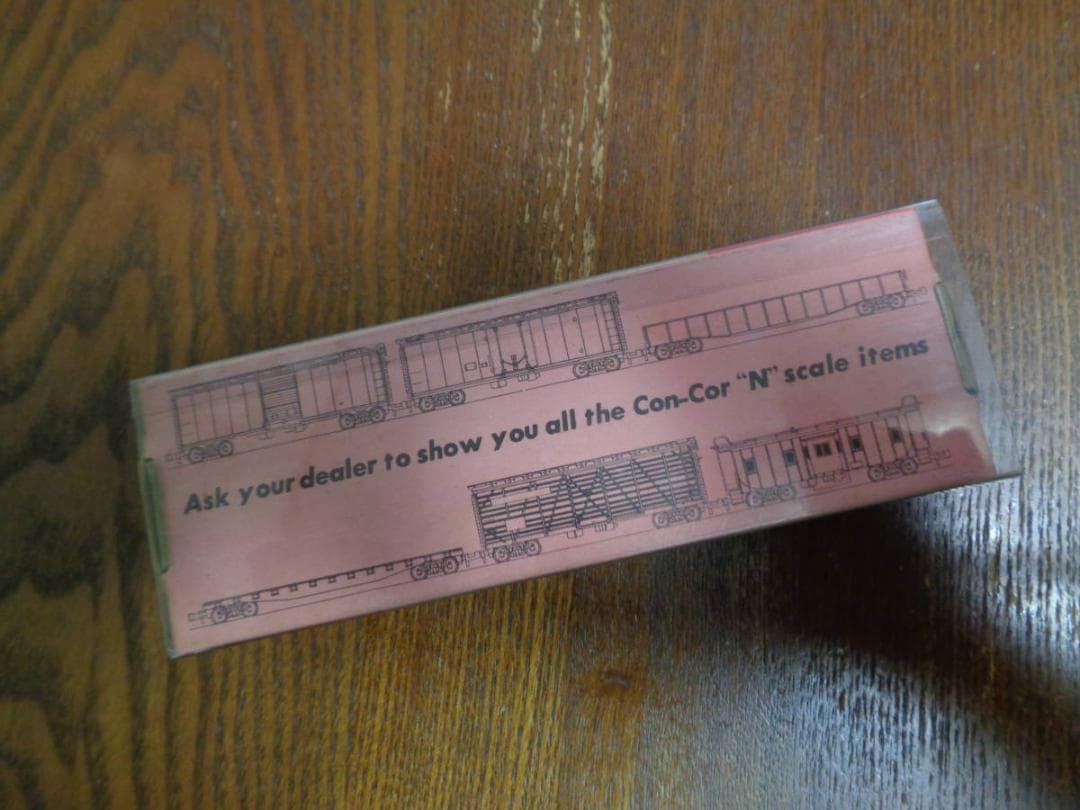 Ask your dealer to show you all the Con-Cor "N" scale items